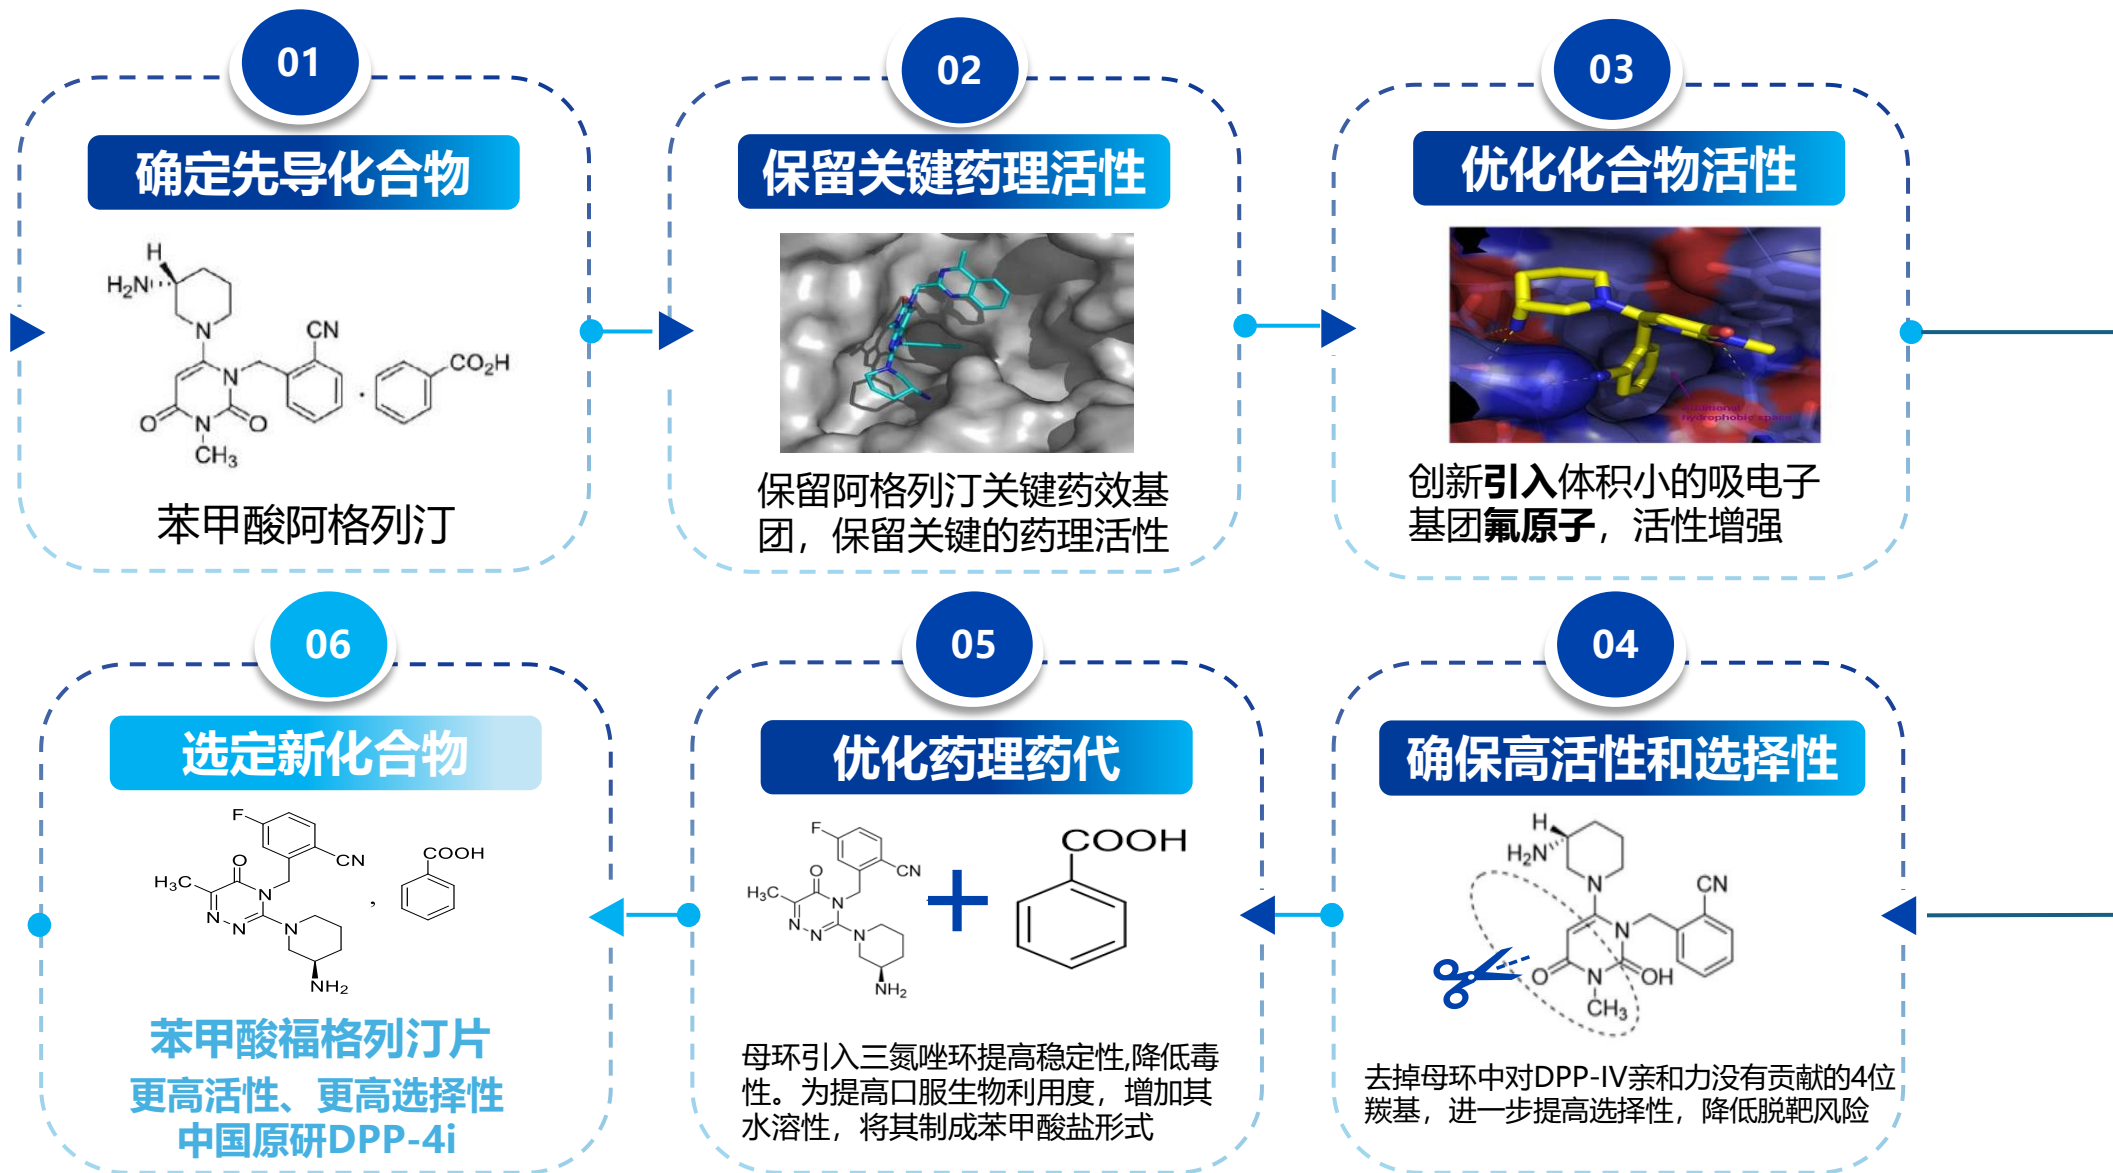 01
确定先导化合物
H
H₂N
N
CN
N
CO₂H
O
N
O
CH₃
苯甲酸阿格列汀
02
保留关键药理活性
保留阿格列汀关键药效基
团，保留关键的药理活性
03
优化化合物活性
additional
hydrophobic space
创新引入体积小的吸电子
基团氟原子，活性增强
04
确保高活性和选择性
H
H₂N
N
CN
N
O
N
OH
CH₃
去掉母环中对DPP-IV亲和力没有贡献的4位
羰基，进一步提高选择性，降低脱靶风险
05
优化药理药代
F
O
CN
H₃C
N
N
N
N
NH₂
+
COOH
母环引入三氮唑环提高稳定性,降低毒
性。为提高口服生物利用度，增加其
水溶性，将其制成苯甲酸盐形式
06
选定新化合物
F
O
CN
H₃C
N
N
N
N
NH₂
,
COOH
苯甲酸福格列汀片
更高活性、更高选择性
中国原研DPP-4i